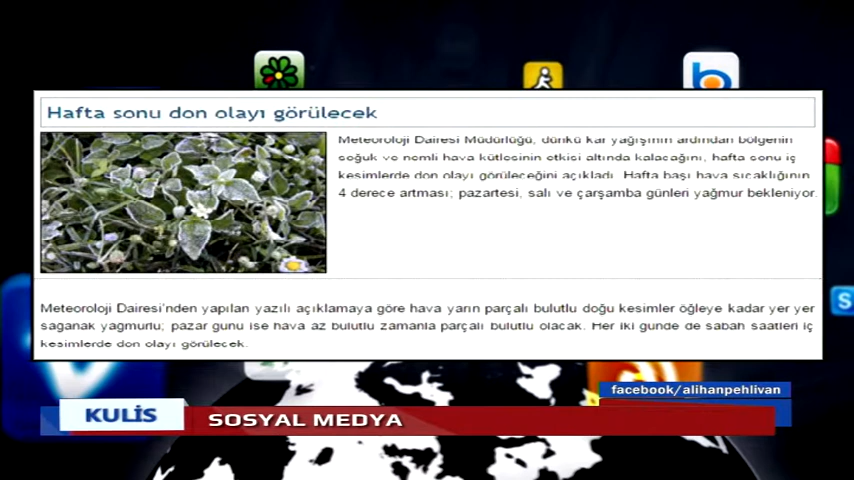 Hafta sonu don olayı görülecek
Meteoroloji Dairesi Müdürlüğü, dünkü kar yağışının ardından bölgenin
soğuk ve nemli hava kütlesinin etkisi altında kalacağını, hafta sonu iç
kesimlerde don olayı görüleceğini açıkladı. Hafta başı hava sıcaklığının
4 derece artması; pazartesi, salı ve çarşamba günleri yağmur bekleniyor.
Meteoroloji Dairesi'nden yapılan yazılı açıklamaya göre hava yarın parçalı bulutlu doğu kesimler öğleye kadar yer yer
sağanak yağmurlu; pazar günü ise hava az bulutlu zamanla parçalı bulutlu olacak. Her iki günde de sabah saatleri iç
kesimlerde don olayı görülecek.
S
facebook/alihanpehlivan
KULİS
SOSYAL MEDYA